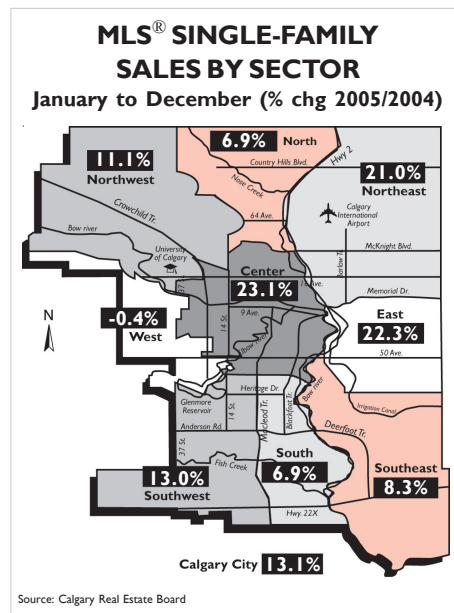 MLS® SINGLE-FAMILY
SALES BY SECTOR
January to December (% chg 2005/2004)
6.9% North
Hwy 2
11.1%
Northwest
Country Hills Blvd.
Nose Creek
21.0%
Northeast
Crowchild Tr.
64 Ave.
Calgary
International
Airport
Bow river
University
of Calgary
McKnight Blvd.
Barlow Tr.
Center
16 Ave.
37 St.
23.1%
Memorial Dr.
N
-0.4%
West
14 St.
9 Ave.
Elbow River
East
22.3%
50 Ave.
Heritage Dr.
Bow river
Glenmore
Reservoir
14 St.
Macleod Tr.
Blackfoot Tr.
Irrigation Canal
Anderson Rd.
Deerfoot Tr.
37 St.
Fish Creek
South
6.9%
Southeast
8.3%
13.0%
Southwest
Hwy. 22X
Calgary City 13.1%
Source: Calgary Real Estate Board